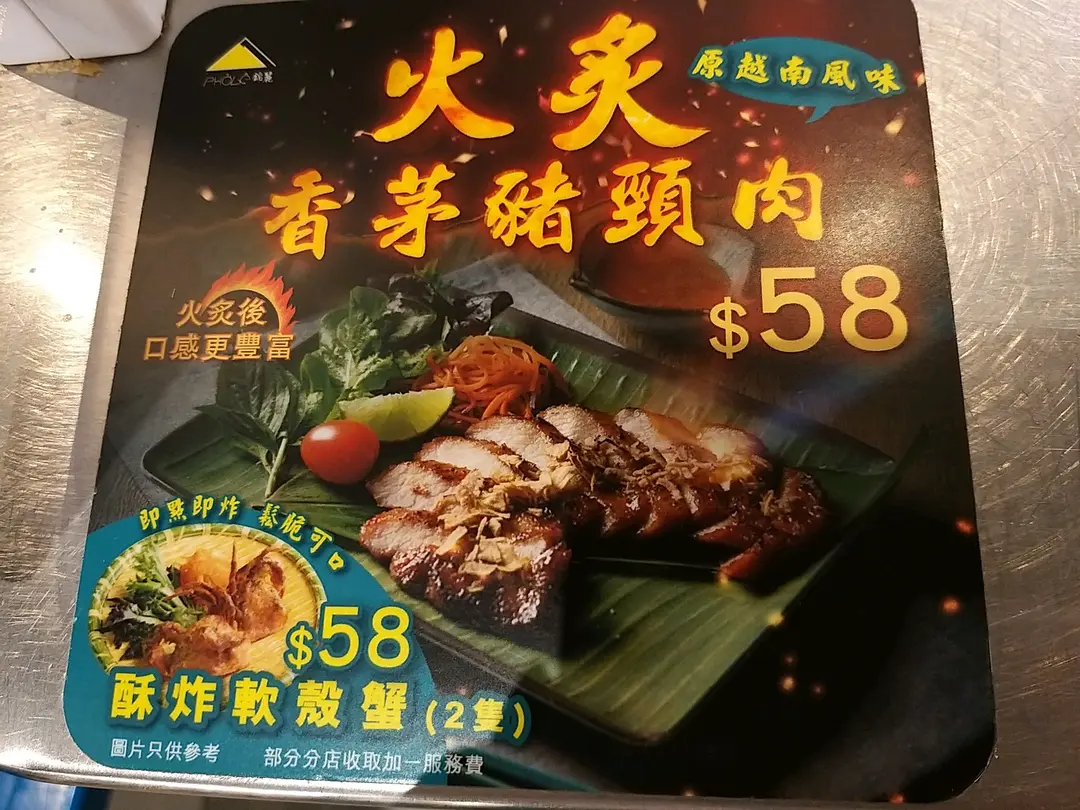 PHÔLÊ 錦麗
火炙
原越南風味
香茅豬頸肉
$58
火炙後
口感更豐富
即點即炸 鬆脆可口
$58
酥炸軟殼蟹 (2隻)
圖片只供參考 部分分店收取加一服務費